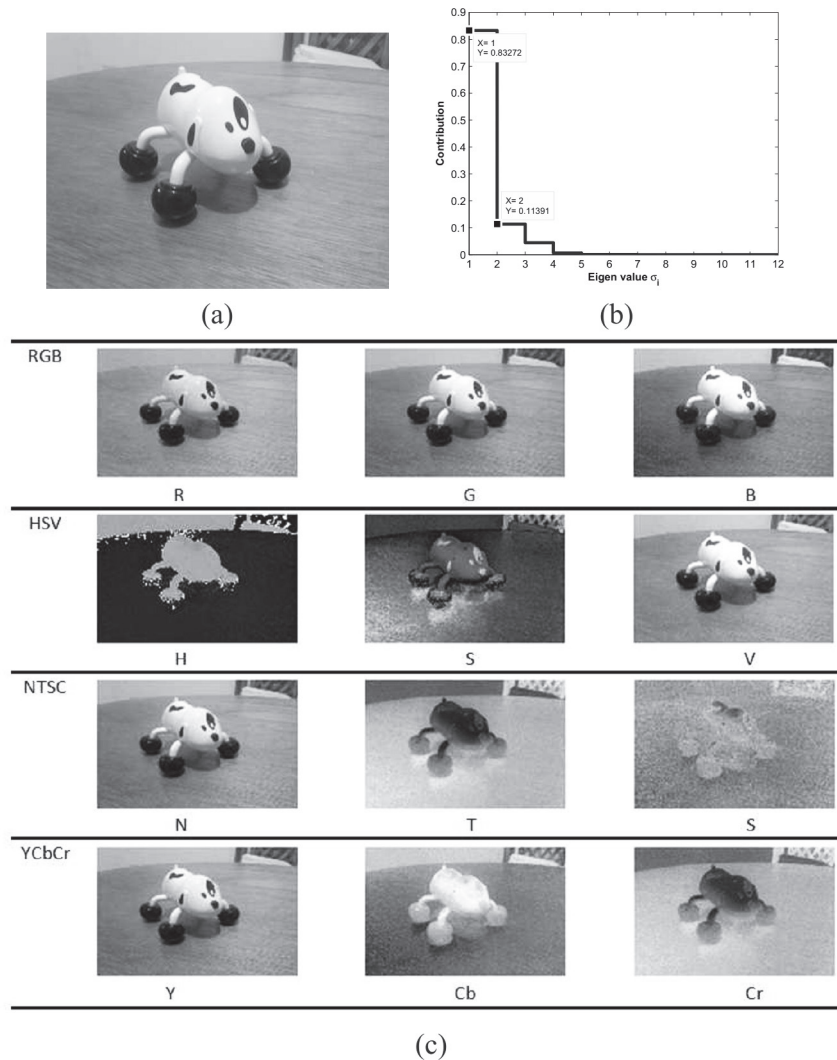 0.9
0.8
0.7
0.6
0.5
0.4
0.3
0.2
0.1
0
Contribution
X= 1
Y= 0.83272
X= 2
Y= 0.11391
1 2 3 4 5 6 7 8 9 10 11 12
Eigen value σi
(a)
(b)
RGB
R G B
HSV
H S V
NTSC
N T S
YCbCr
Y Cb Cr
(c)